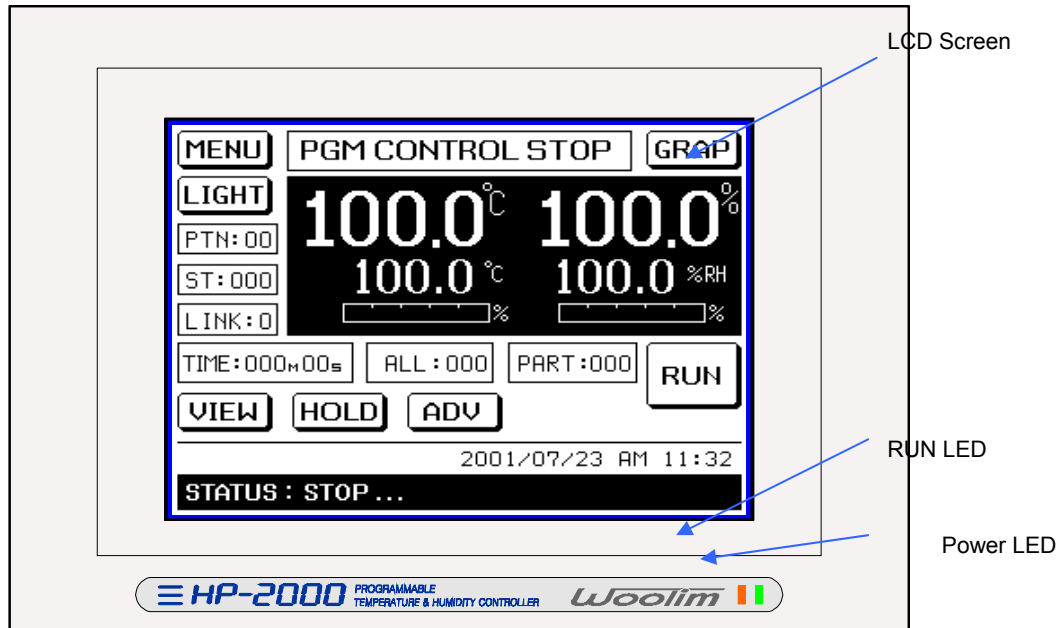 LCD Screen
MENU PGM CONTROL STOP GRAP
LIGHT
100.0℃ 100.0%
PTN:00
ST:000
100.0 ℃ 100.0 %RH
LINK:0
% %
TIME:000M00s ALL:000 PART:000 RUN
VIEW HOLD ADV
RUN LED
2001/07/23 AM 11:32
STATUS : STOP ...
Power LED
HP-2000 PROGRAMMABLE
TEMPERATURE & HUMIDITY CONTROLLER
Woolim